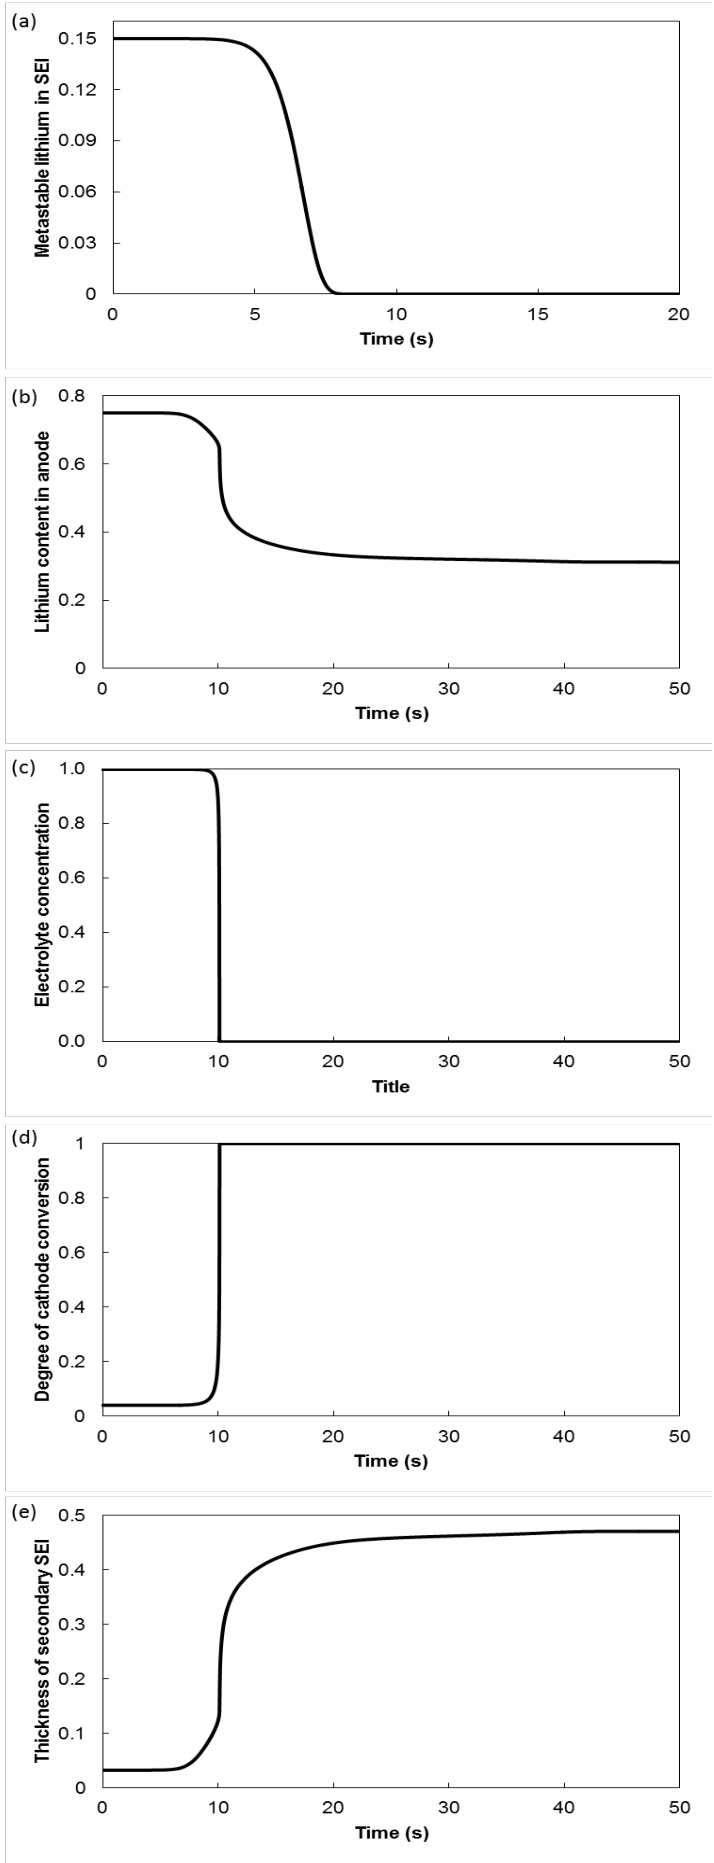 (a)
Metastable lithium in SEI
0.15
0.12
0.09
0.06
0.03
0
0 5 10 15 20
Time (s)
(b)
Lithium content in anode
0.8
0.6
0.4
0.2
0
0 10 20 30 40 50
Time (s)
(c)
Electrolyte concentration
1.0
0.8
0.6
0.4
0.2
0.0
0 10 20 30 40 50
Title
(d)
Degree of cathode conversion
1
0.8
0.6
0.4
0.2
0
0 10 20 30 40 50
Time (s)
(e)
Thickness of secondary SEI
0.5
0.4
0.3
0.2
0.1
0
0 10 20 30 40 50
Time (s)